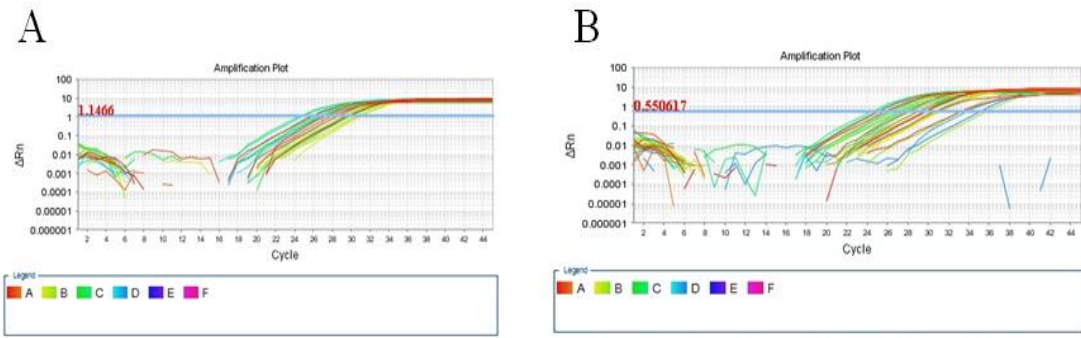 A
Amplification Plot
100
10
1.1466
1
0.1
0.01
0.001
0.0001
0.00001
0.000001
ΔRn
2 4 6 8 10 12 14 16 18 20 22 24 26 28 30 32 34 36 38 40 42 44
Cycle
Legend
A B C D E F
B
Amplification Plot
100
10
0.550617
1
0.1
0.01
0.001
0.0001
0.00001
0.000001
ΔRn
2 4 6 8 10 12 14 16 18 20 22 24 26 28 30 32 34 36 38 40 42 44
Cycle
Legend
A B C D E F